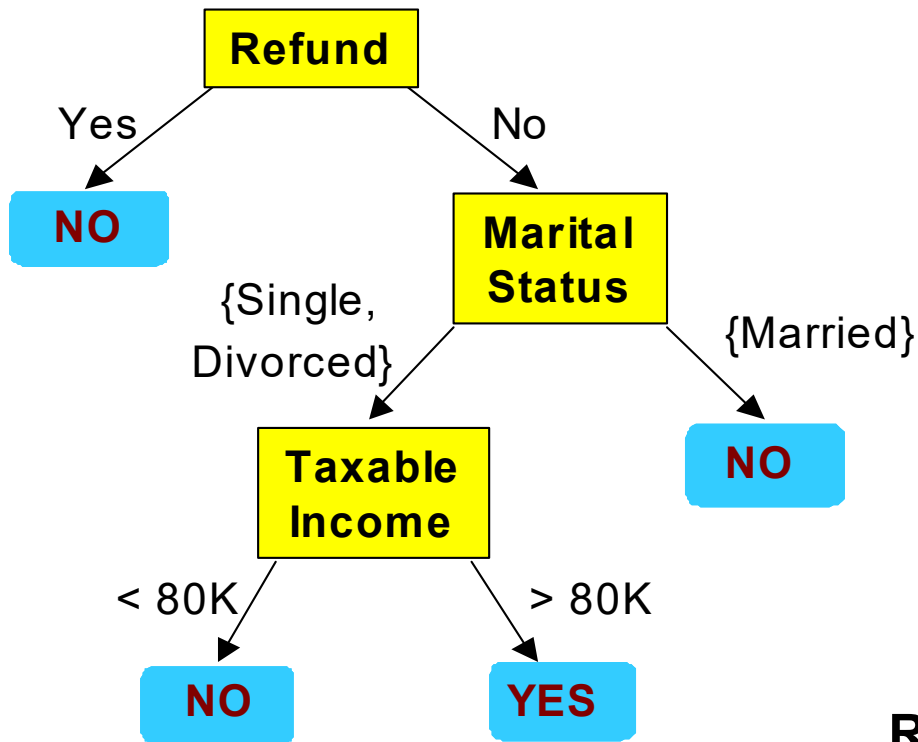 Refund
Yes
No
NO
Marital
Status
{Single,
Divorced}
{Married}
Taxable
Income
NO
< 80K
> 80K
NO
YES
R